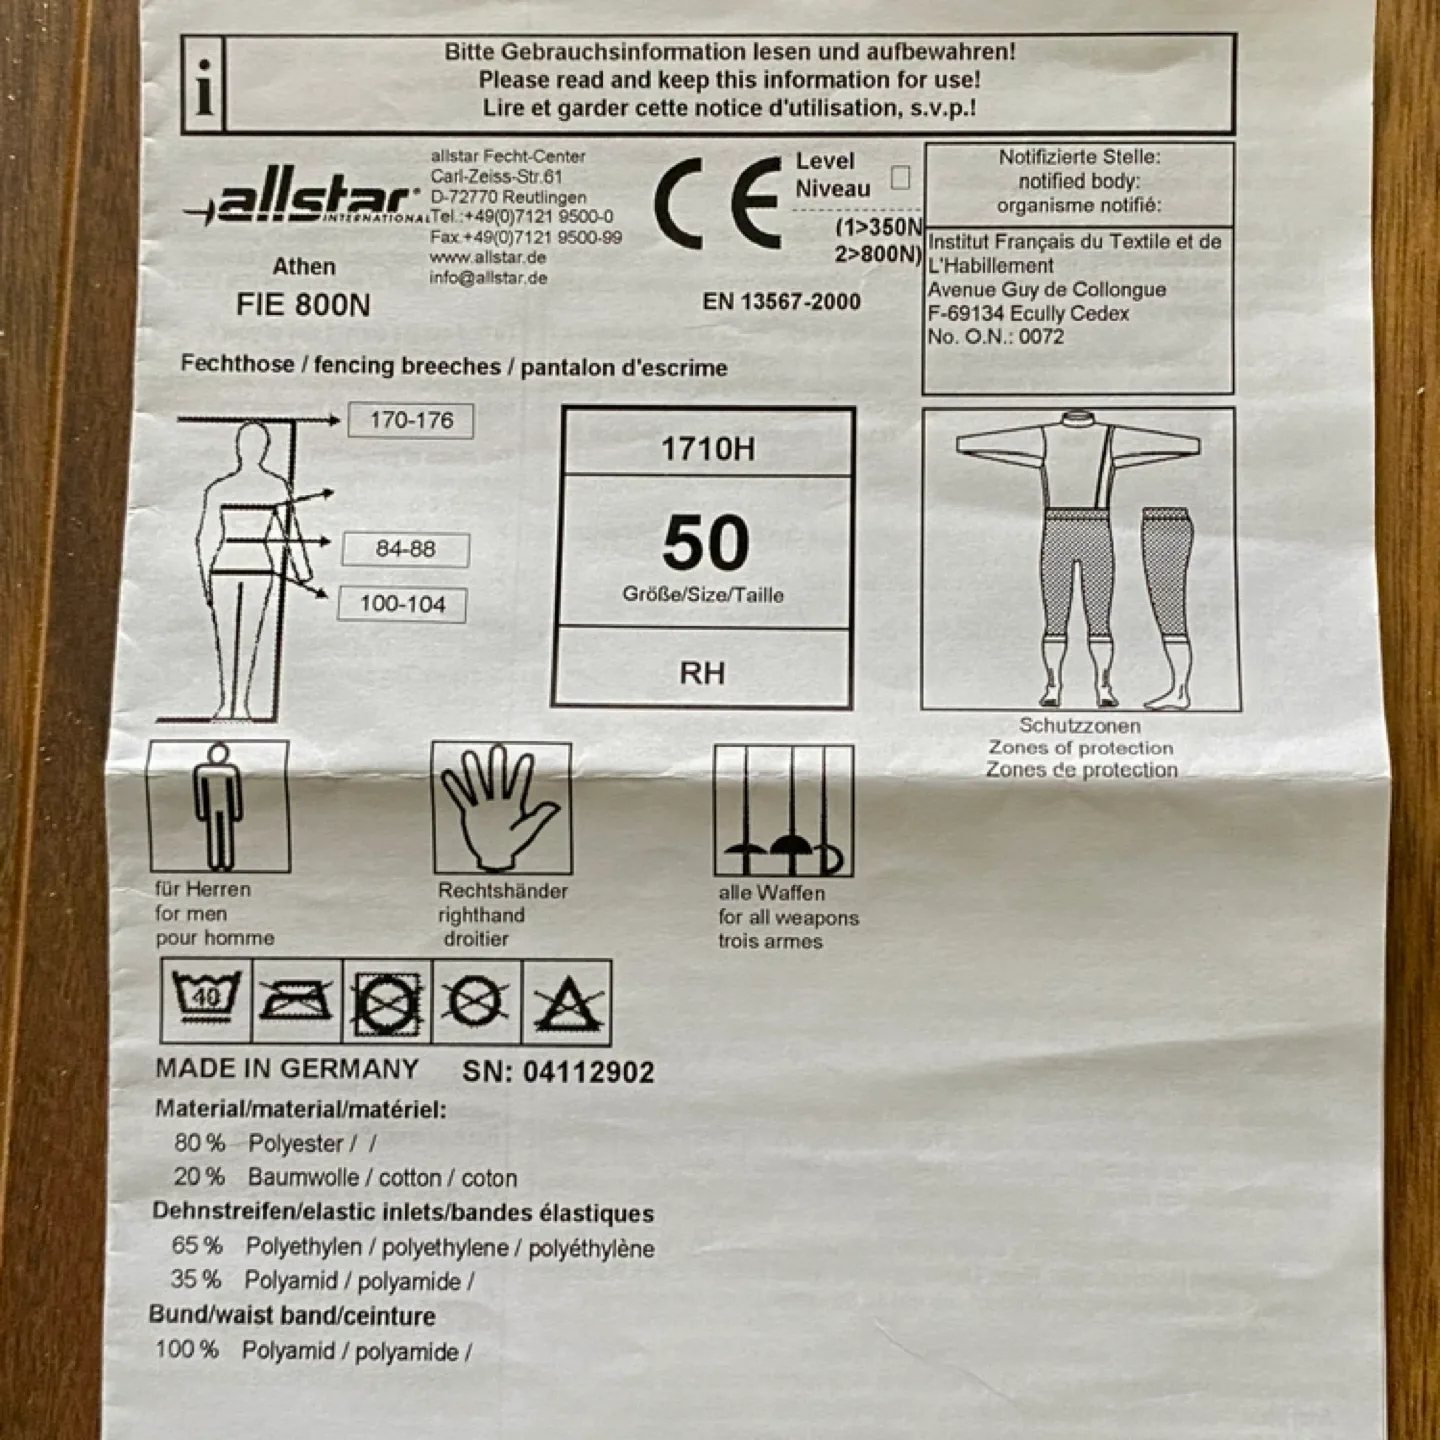 i
Bitte Gebrauchsinformation lesen und aufbewahren!
Please read and keep this information for use!
Lire et garder cette notice d'utilisation, s.v.p.!
allstar
INTERNATIONAL
allstar Fecht-Center
Carl-Zeiss-Str.61
D-72770 Reutlingen
Tel.:+49(0)7121 9500-0
Fax.+49(0)7121 9500-99
www.allstar.de
info@allstar.de
Athen
FIE 800N
CE
Level
Niveau
(1>350N
2>800N)
EN 13567-2000
Notifizierte Stelle:
notified body:
organisme notifié:
Institut Français du Textile et de
L'Habillement
Avenue Guy de Collongue
F-69134 Ecully Cedex
No. O.N.: 0072
Fechthose / fencing breeches / pantalon d'escrime
170-176
84-88
100-104
1710H
50
Größe/Size/Taille
RH
Schutzzonen
Zones of protection
Zones de protection
für Herren
for men
pour homme
Rechtshänder
righthand
droitier
alle Waffen
for all weapons
trois armes
40
MADE IN GERMANY SN: 04112902
Material/material/matériel:
80 % Polyester / /
20 % Baumwolle / cotton / coton
Dehnstreifen/elastic inlets/bandes élastiques
65 % Polyethylen / polyethylene / polyéthylène
35 % Polyamid / polyamide /
Bund/waist band/ceinture
100 % Polyamid / polyamide /